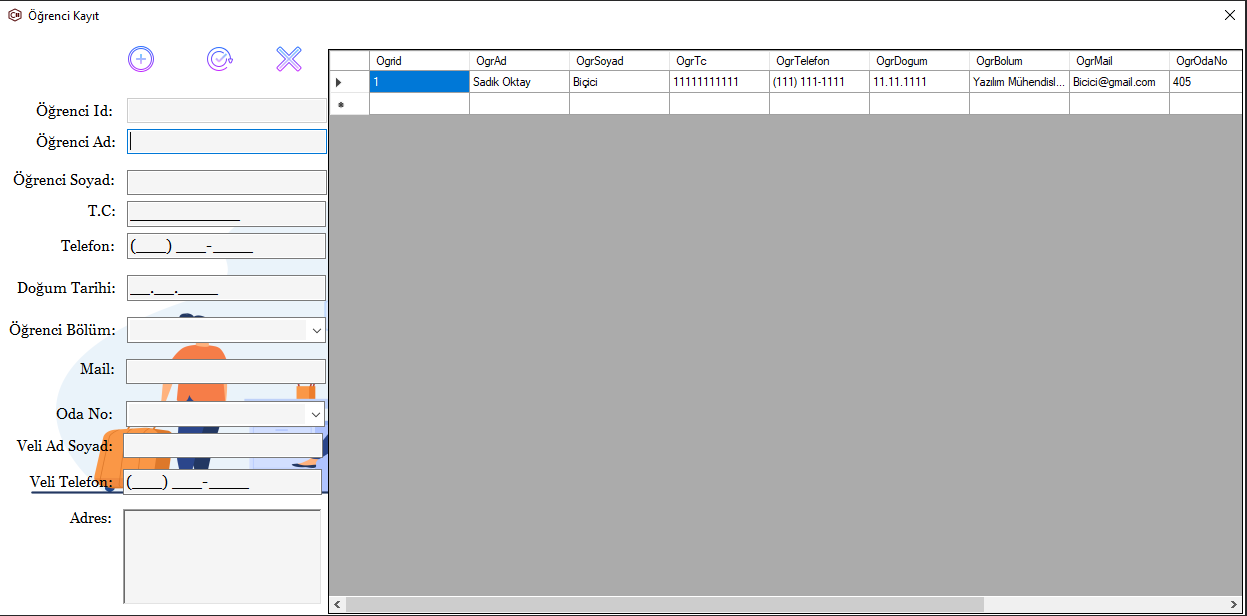 Öğrenci Kayıt
Ogrid OgrAd OgrSoyad OgrTc OgrTelefon OgrDogum OgrBolum OgrMail OgrOdaNo
1 Sadık Oktay Biçici 11111111111 (111) 111-1111 11.11.1111 Yazılım Mühendisl... Bicici@gmail.com 405
Öğrenci Id:
Öğrenci Ad:
Öğrenci Soyad:
T.C: ___________
Telefon: (___) ___-____
Doğum Tarihi: __.__.____
Öğrenci Bölüm:
Mail:
Oda No:
Veli Ad Soyad:
Veli Telefon: (___) ___-____
Adres: